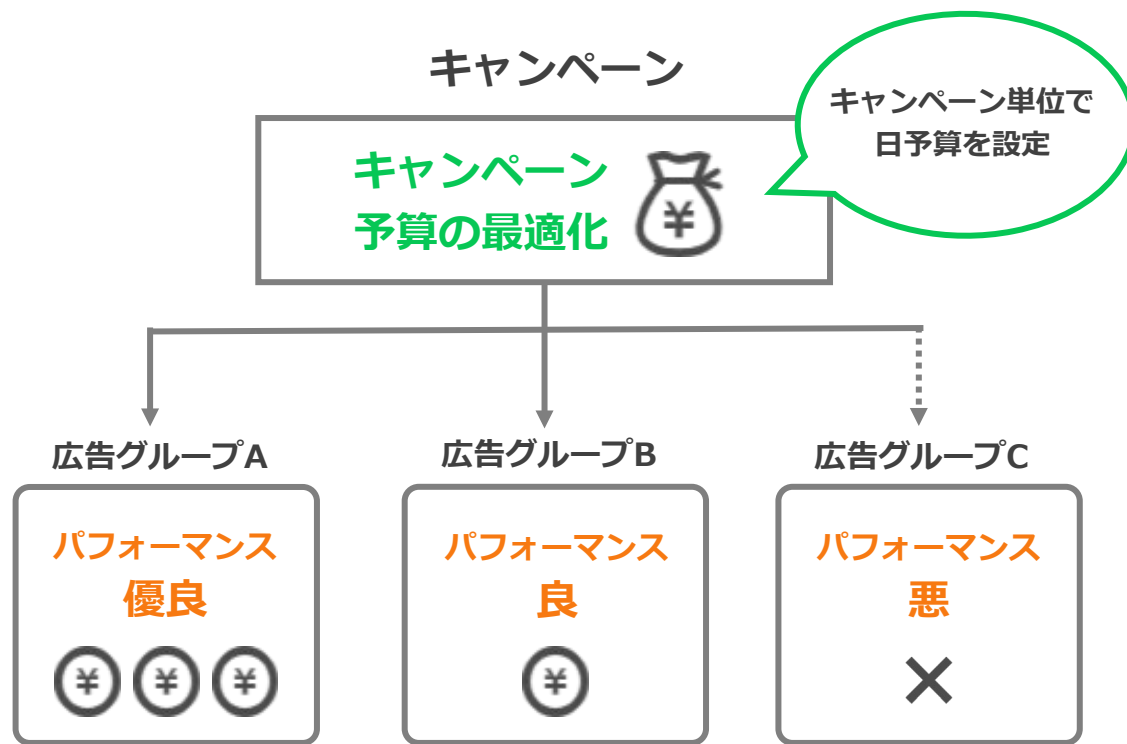 キャンペーン
キャンペーン単位で
日予算を設定
キャンペーン
予算の最適化
¥
広告グループA
広告グループB
広告グループC
パフォーマンス
優良
¥ ¥ ¥
パフォーマンス
良
¥
パフォーマンス
悪